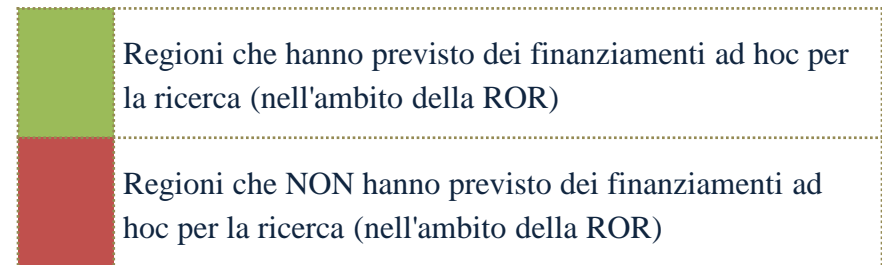 Regioni che hanno previsto dei finanziamenti ad hoc per
la ricerca (nell'ambito della ROR)
Regioni che NON hanno previsto dei finanziamenti ad
hoc per la ricerca (nell'ambito della ROR)